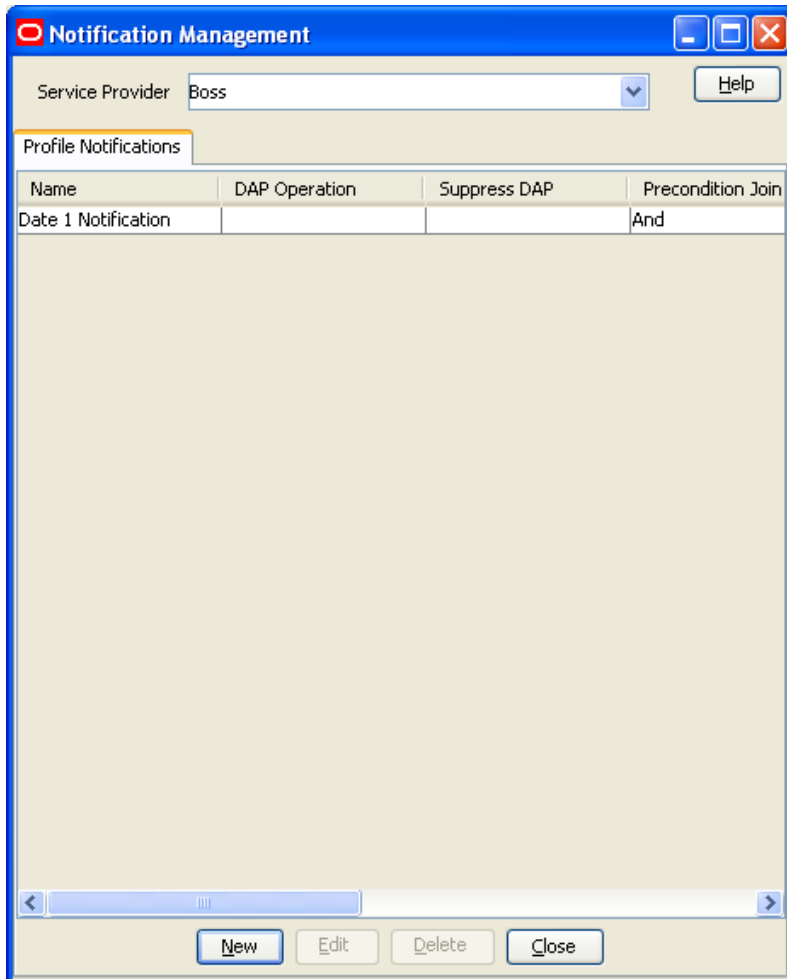 Notification Management
Service Provider Boss Help
Profile Notifications
Name DAP Operation Suppress DAP Precondition Join
Date 1 Notification And
New Edit Delete Close